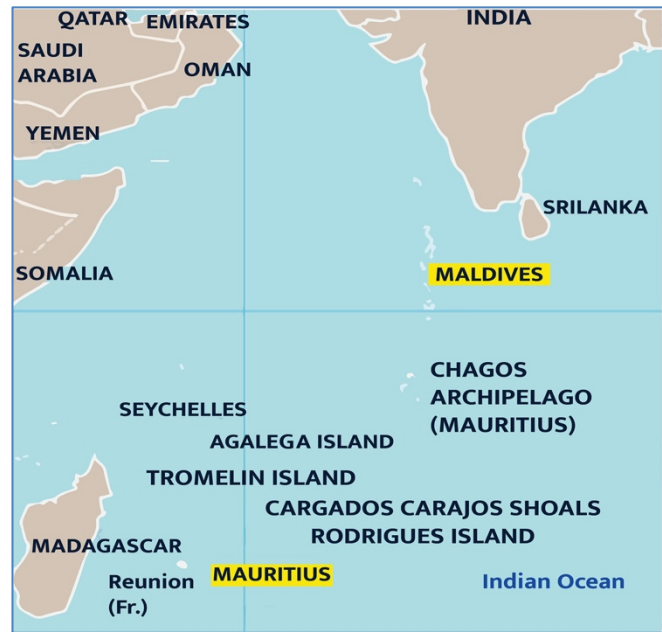 QATAR
EMIRATES
INDIA
SAUDI
ARABIA
OMAN
YEMEN
SRILANKA
SOMALIA
MALDIVES
CHAGOS
ARCHIPELAGO
(MAURITIUS)
SEYCHELLES
AGALEGA ISLAND
TROMELIN ISLAND
CARGADOS CARAJOS SHOALS
RODRIGUES ISLAND
MADAGASCAR
MAURITIUS
Reunion
(Fr.)
Indian Ocean